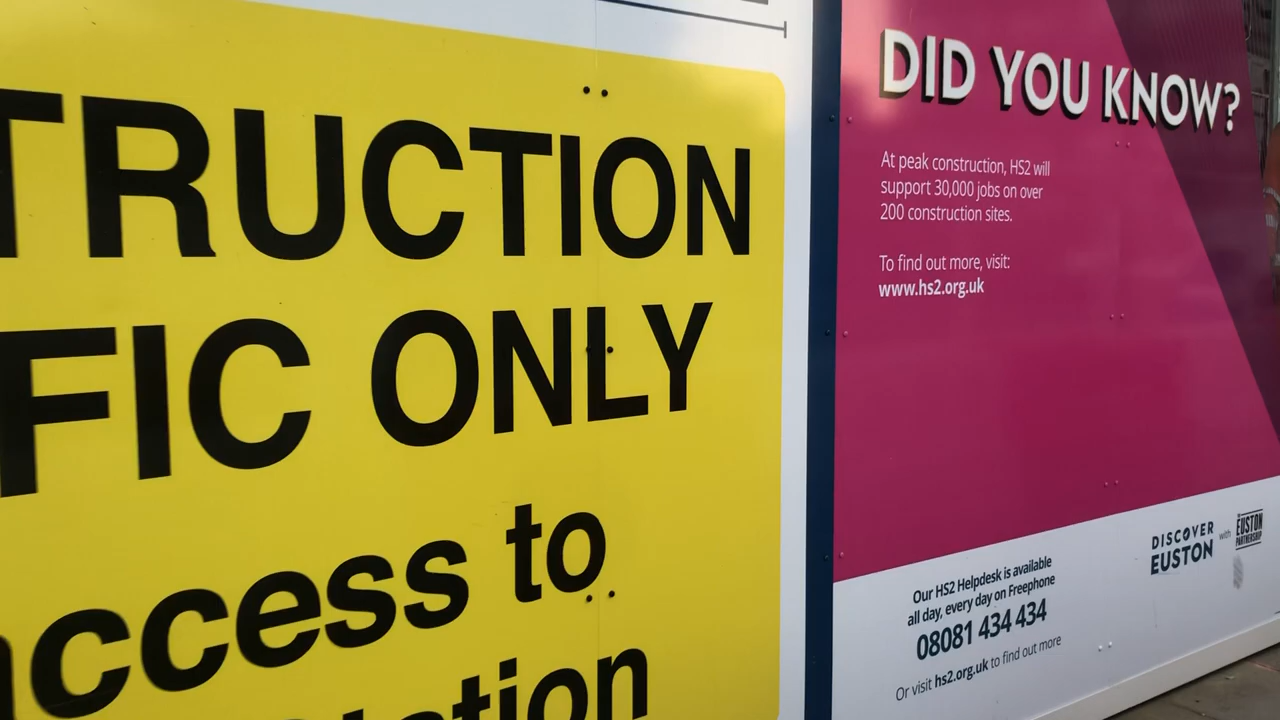 TRUCTION
FIC ONLY
access to
DID YOU KNOW?
At peak construction, HS2 will
support 30,000 jobs on over
200 construction sites.
To find out more, visit:
www.hs2.org.uk
Our HS2 Helpdesk is available
all day, every day on Freephone
08081 434 434
Or visit hs2.org.uk to find out more
DISCOVER
EUSTON
with
THE
EUSTON
PARTNERSHIP